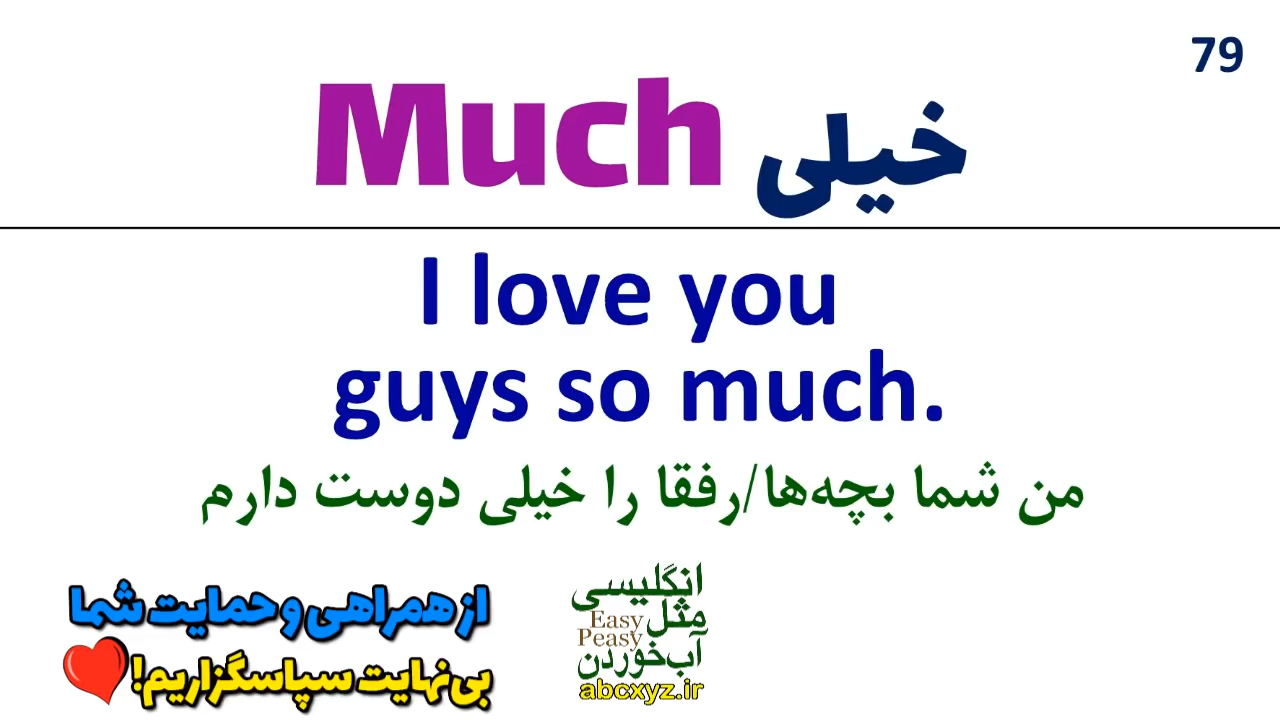 79
Much خیلی
I love you
guys so much.
من شما بچه‌ها/رفقا را خیلی دوست دارم
از همراهی و حمایت شما
بی‌نهایت سپاسگزاریم!
انگلیسی
مثل Easy
Peasy
آب‌خوردن
abcxyz.ir